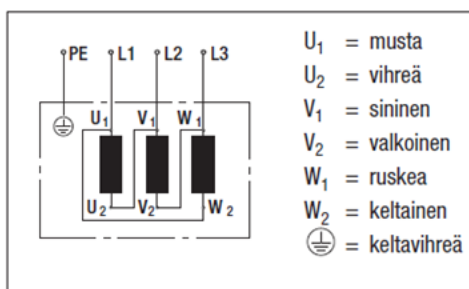 PE L1 L2 L3
U1 V1 W1
U2 V2 W2
U1 = musta
U2 = vihreä
V1 = sininen
V2 = valkoinen
W1 = ruskea
W2 = keltainen
= keltavihreä